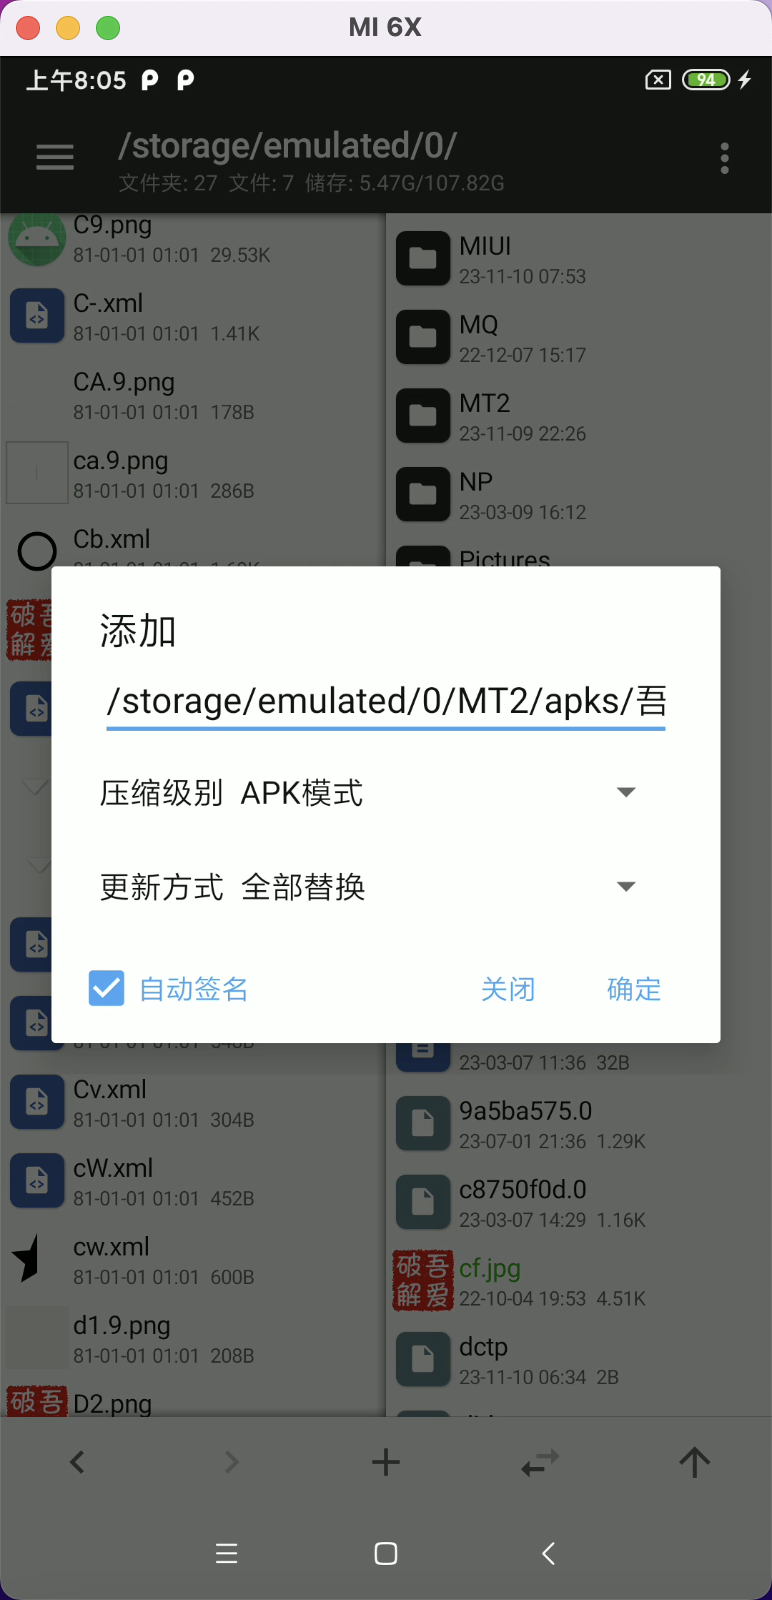 MI 6X
上午8:05
94
/storage/emulated/0/
文件夹: 27 文件: 7 储存: 5.47G/107.82G
C9.png
81-01-01 01:01 29.53K
C-.xml
81-01-01 01:01 1.41K
CA.9.png
81-01-01 01:01 178B
ca.9.png
81-01-01 01:01 286B
Cb.xml
MIUI
23-11-10 07:53
MQ
22-12-07 15:17
MT2
23-11-09 22:26
NP
23-03-09 16:12
Pictures
破吾
解爱
添加
/storage/emulated/0/MT2/apks/吾
压缩级别 APK模式
更新方式 全部替换
自动签名
关闭
确定
Cv.xml
81-01-01 01:01 304B
cW.xml
81-01-01 01:01 452B
cw.xml
81-01-01 01:01 600B
d1.9.png
81-01-01 01:01 208B
破吾
D2.png
23-03-07 11:36 32B
9a5ba575.0
23-07-01 21:36 1.29K
c8750f0d.0
23-03-07 14:29 1.16K
破吾
解爱
cf.jpg
22-10-04 19:53 4.51K
dctp
23-11-10 06:34 2B